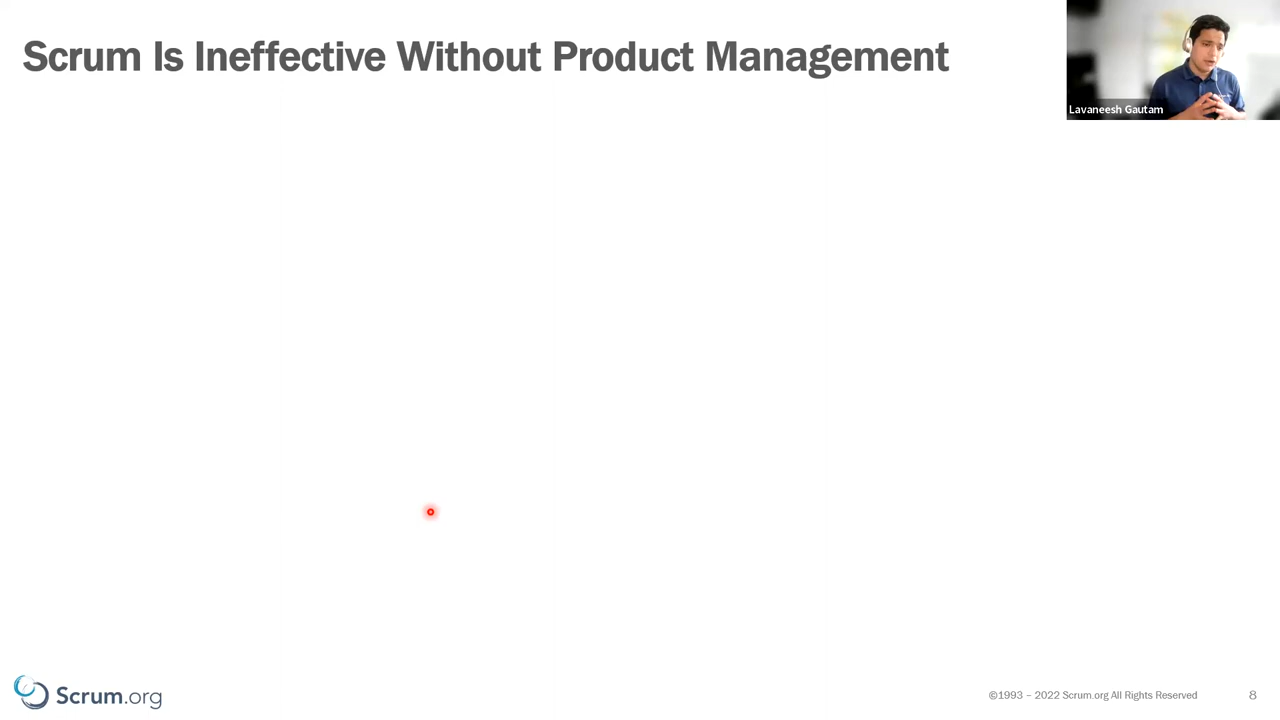 Scrum Is Ineffective Without Product Management
Lavaneesh Gautam
Scrum.org
©1993 – 2022 Scrum.org All Rights Reserved
8